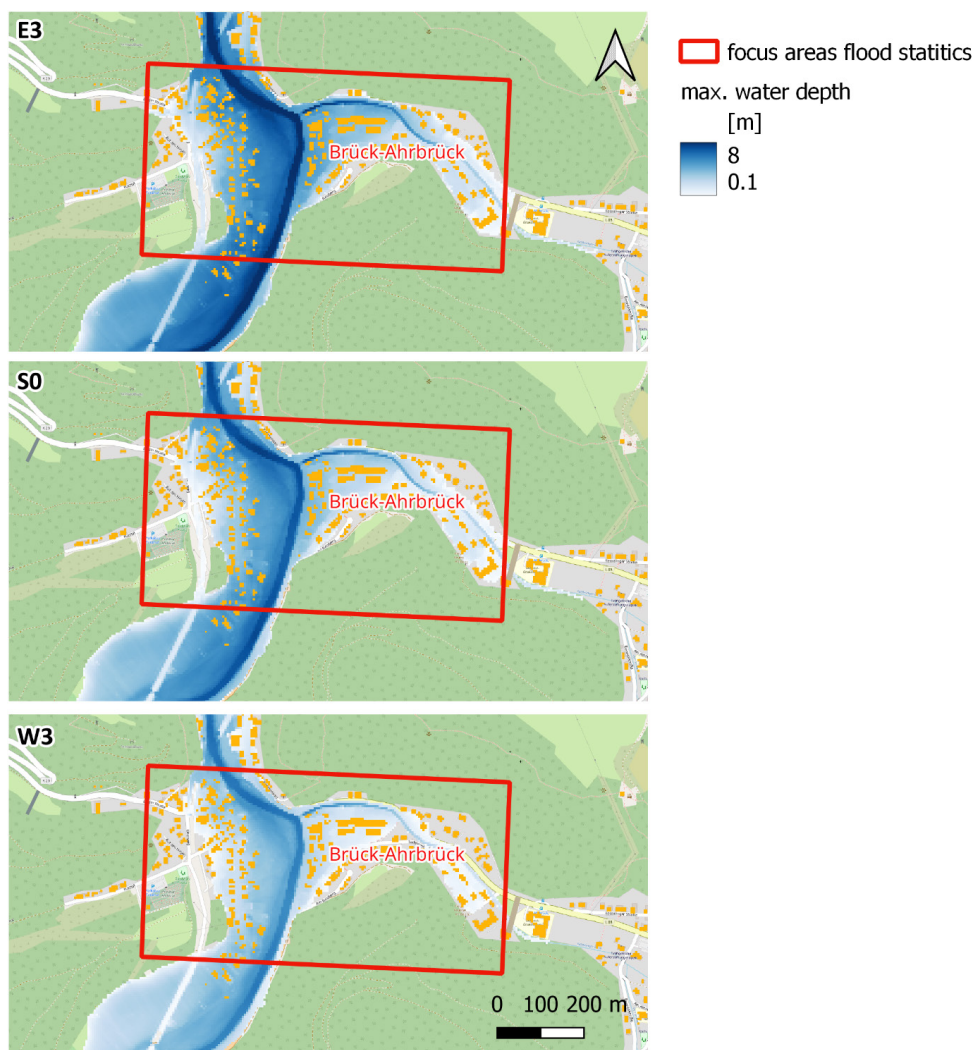 E3
focus areas flood statitics
max. water depth
[m]
8
0.1
Brück-Ahrbrück
S0
Brück-Ahrbrück
W3
Brück-Ahrbrück
0 100 200 m